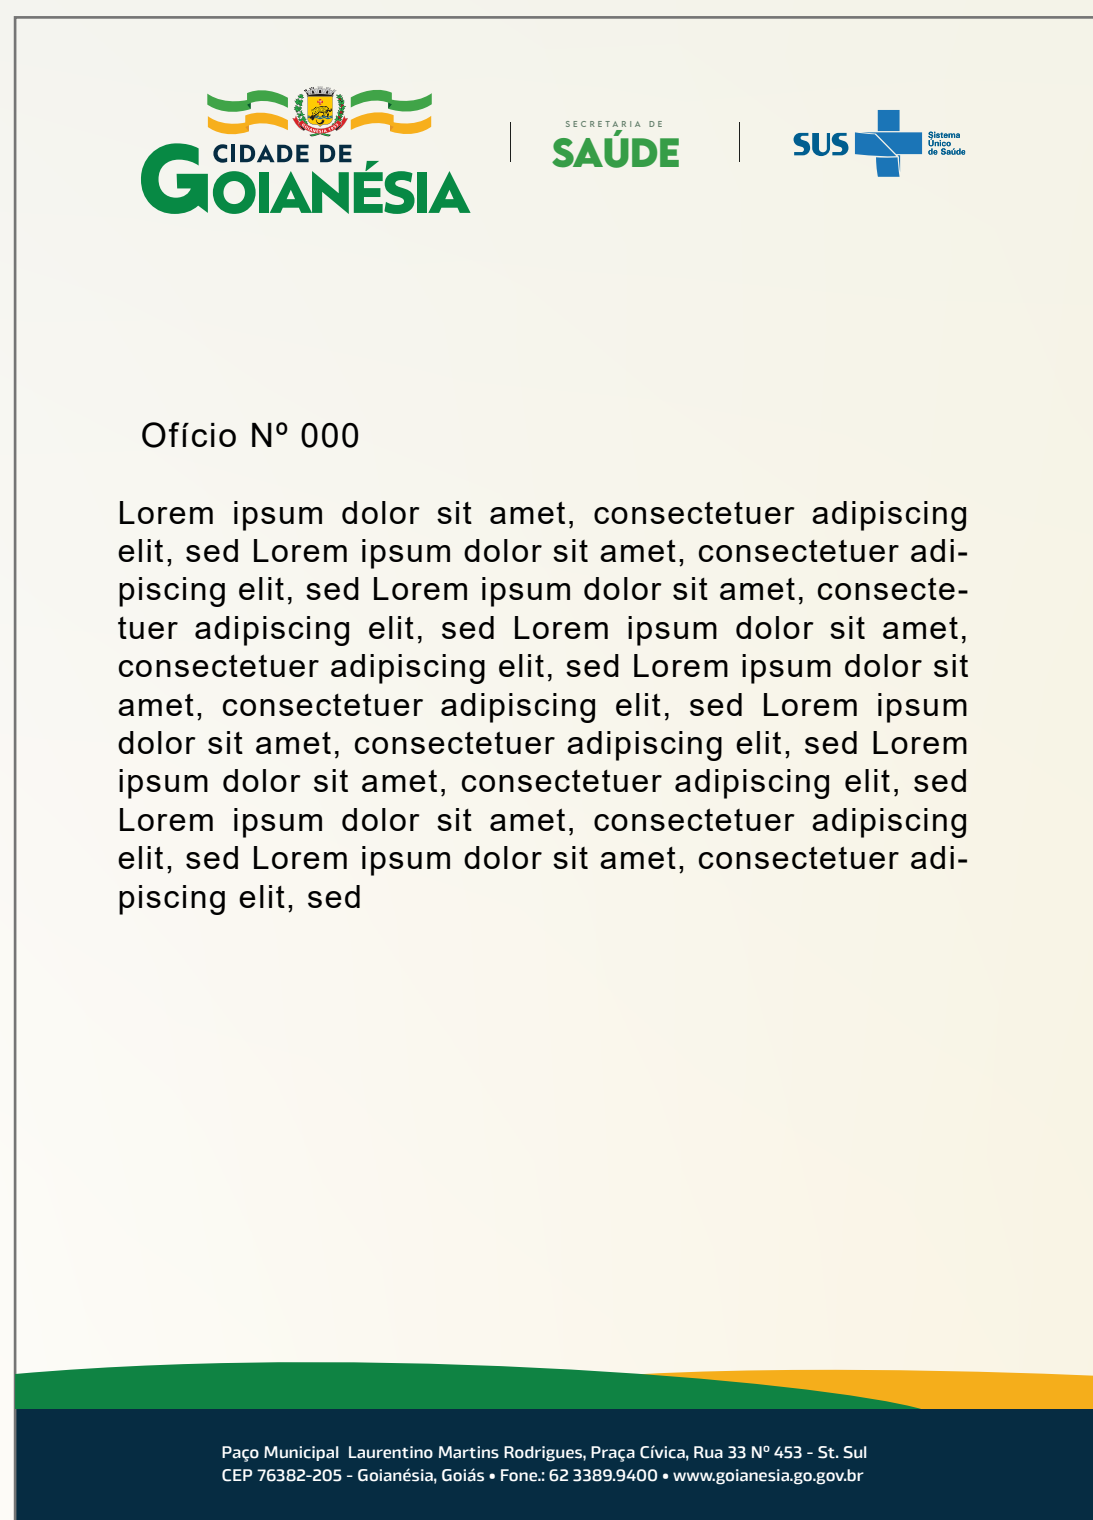 CIDADE DE
GOIANÉSIA
SECRETARIA DE
SAÚDE
SUS
Sistema
Único
de Saúde
Ofício Nº 000
Lorem ipsum dolor sit amet, consectetuer adipiscing
elit, sed Lorem ipsum dolor sit amet, consectetuer adi-
piscing elit, sed Lorem ipsum dolor sit amet, consecte-
tuer adipiscing elit, sed Lorem ipsum dolor sit amet,
consectetuer adipiscing elit, sed Lorem ipsum dolor sit
amet, consectetuer adipiscing elit, sed Lorem ipsum
dolor sit amet, consectetuer adipiscing elit, sed Lorem
ipsum dolor sit amet, consectetuer adipiscing elit, sed
Lorem ipsum dolor sit amet, consectetuer adipiscing
elit, sed Lorem ipsum dolor sit amet, consectetuer adi-
piscing elit, sed
Paço Municipal Laurentino Martins Rodrigues, Praça Cívica, Rua 33 Nº 453 - St. Sul
CEP 76382-205 - Goianésia, Goiás • Fone.: 62 3389.9400 • www.goianesia.go.gov.br